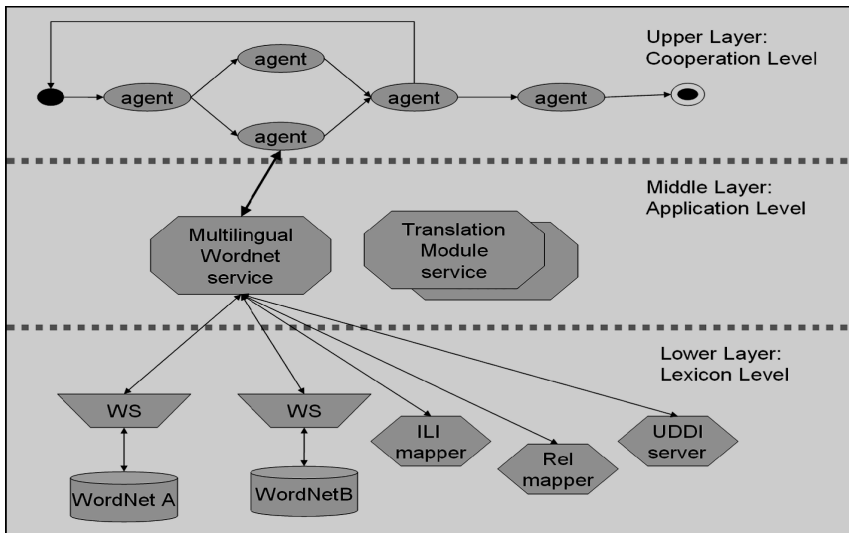 Upper Layer:
Cooperation Level
agent
agent
agent
agent
agent
Middle Layer:
Application Level
Multilingual
Wordnet
service
Translation
Module
service
Lower Layer:
Lexicon Level
WS
WS
ILI
mapper
Rel
mapper
UDDI
server
WordNet A
WordNetB